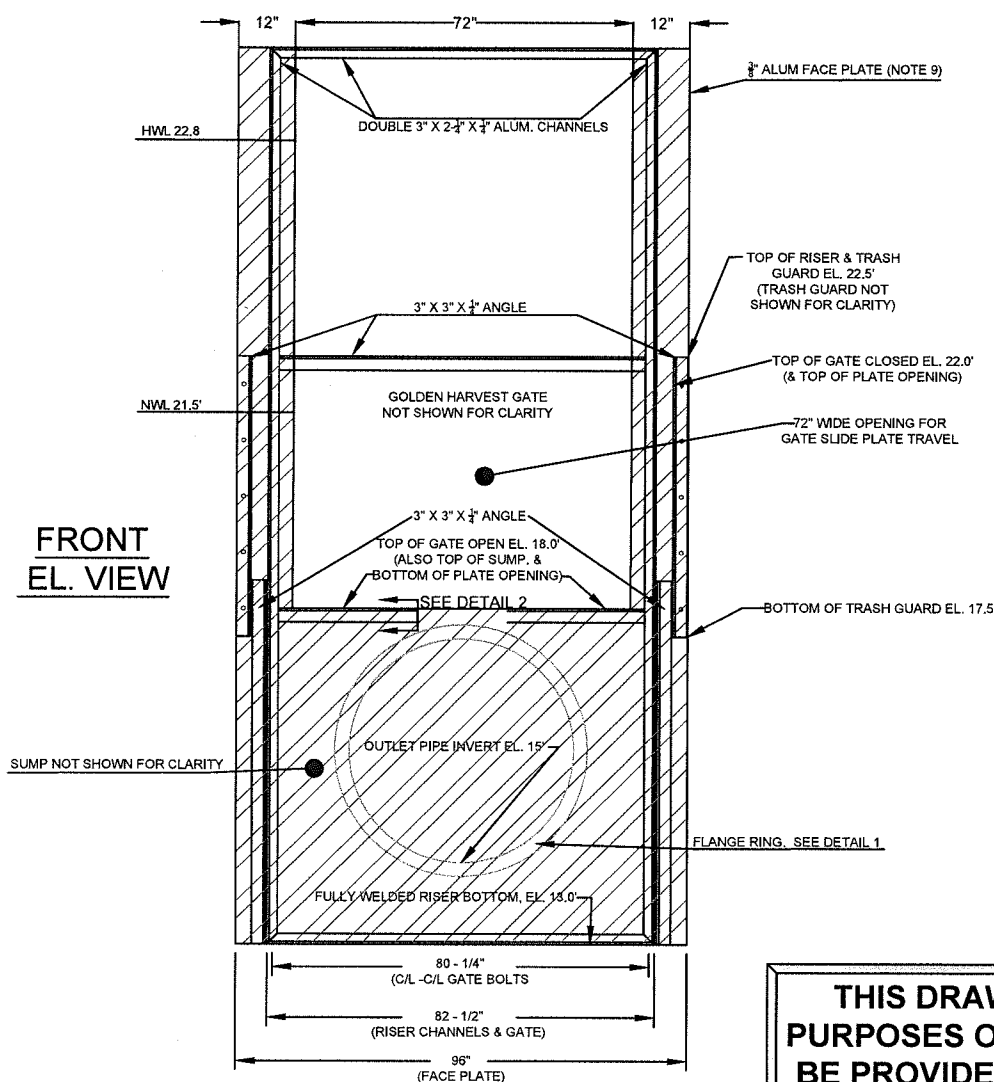 12"
72"
12"
⅜" ALUM FACE PLATE (NOTE 9)
DOUBLE 3" X 2-¼" X ¼" ALUM. CHANNELS
HWL 22.8
TOP OF RISER & TRASH
GUARD EL. 22.5'
(TRASH GUARD NOT
SHOWN FOR CLARITY)
3" X 3" X ¼" ANGLE
TOP OF GATE CLOSED EL. 22.0'
(& TOP OF PLATE OPENING)
GOLDEN HARVEST GATE
NOT SHOWN FOR CLARITY
NWL 21.5'
72" WIDE OPENING FOR
GATE SLIDE PLATE TRAVEL
3" X 3" X ¼" ANGLE
FRONT
EL. VIEW
TOP OF GATE OPEN EL. 18.0'
(ALSO TOP OF SUMP. &
BOTTOM OF PLATE OPENING)
SEE DETAIL 2
BOTTOM OF TRASH GUARD EL. 17.5
OUTLET PIPE INVERT EL. 15'
SUMP NOT SHOWN FOR CLARITY
FLANGE RING. SEE DETAIL 1
FULLY WELDED RISER BOTTOM, EL. 13.0'
80 - 1/4"
(C/L -C/L GATE BOLTS
82 - 1/2"
(RISER CHANNELS & GATE)
96"
(FACE PLATE)
THIS DRAW
PURPOSES O
BE PROVIDE